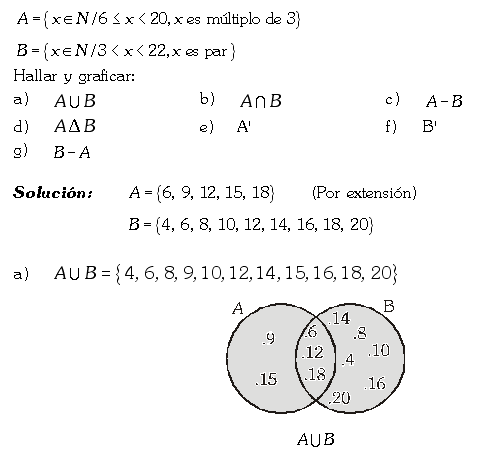 A = { x ∈ N / 6 ≤ x < 20, x es múltiplo de 3}
B = { x ∈ N / 3 < x < 22, x es par }
Hallar y graficar:
a) A ∪ B b) A ∩ B c) A – B
d) A Δ B e) A' f) B'
g) B – A
Solución: A = {6, 9, 12, 15, 18} (Por extensión)
B = {4, 6, 8, 10, 12, 14, 16, 18, 20}
a) A ∪ B = { 4, 6, 8, 9, 10, 12, 14, 15, 16, 18, 20}
A B
.14
.9 .6 .8
.12 .4 .10
.15 .18 .16
.20
A ∪ B